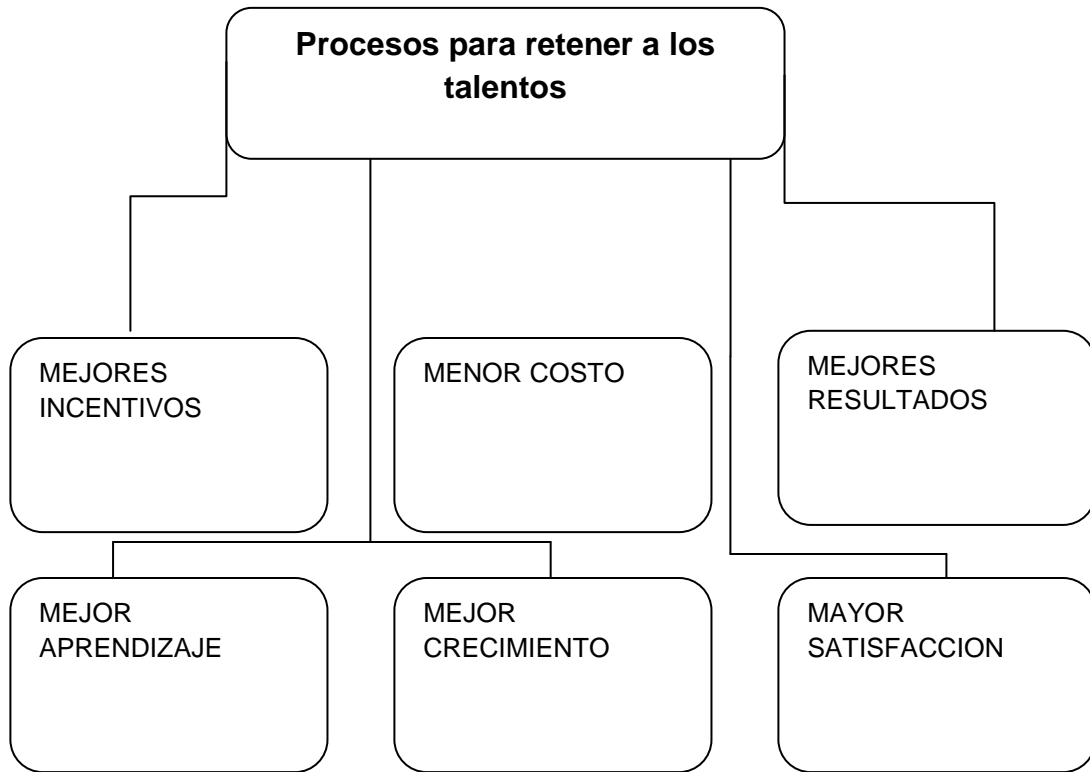 Procesos para retener a los
talentos
MEJORES
INCENTIVOS
MENOR COSTO
MEJORES
RESULTADOS
MEJOR
APRENDIZAJE
MEJOR
CRECIMIENTO
MAYOR
SATISFACCION